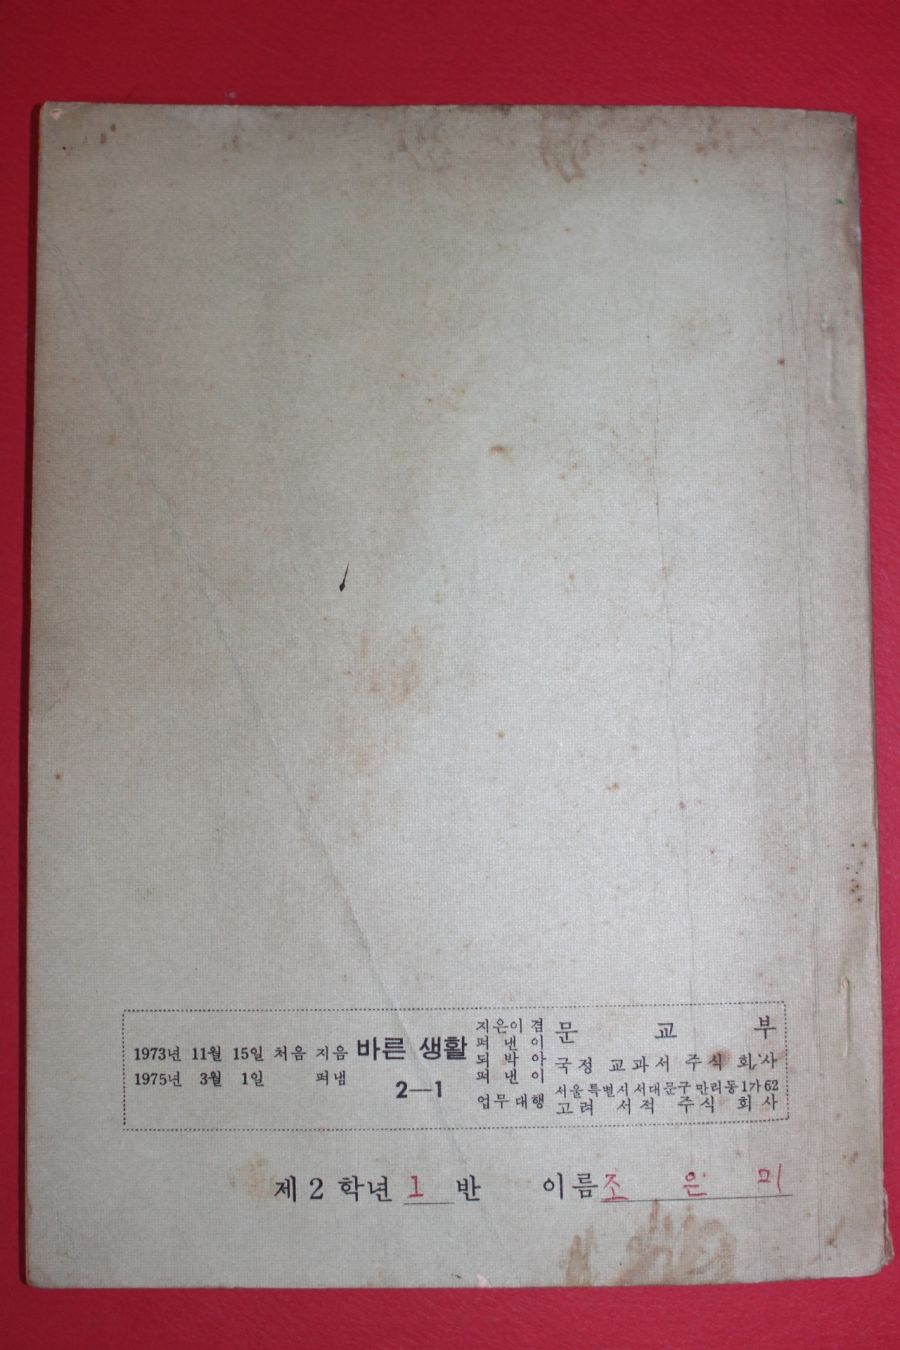 1973년 11월 15일 처음 지음
1975년 3월 1일 펴냄
바른 생활
2—1
지은이 겸
펴낸이
문교부
되박아
펴낸이
국정 교과서 주식 회사
업무 대행
서울 특별시 서대문구 만리동 1가 62
고려 서적 주식 회사
제 2 학년 1 반 이름 조은미